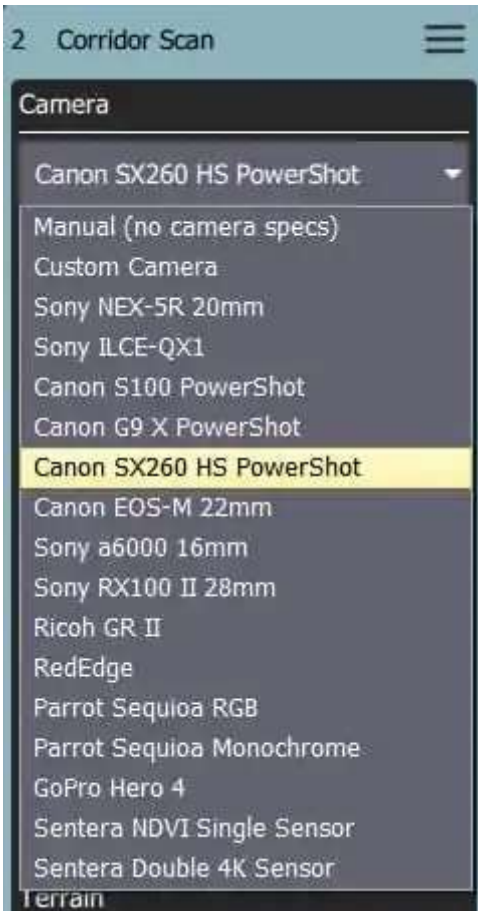 2 Corridor Scan
Camera
Canon SX260 HS PowerShot
Manual (no camera specs)
Custom Camera
Sony NEX-5R 20mm
Sony ILCE-QX1
Canon S100 PowerShot
Canon G9 X PowerShot
Canon SX260 HS PowerShot
Canon EOS-M 22mm
Sony a6000 16mm
Sony RX100 II 28mm
Ricoh GR II
RedEdge
Parrot Sequioa RGB
Parrot Sequioa Monochrome
GoPro Hero 4
Sentera NDVI Single Sensor
Sentera Double 4K Sensor
Terrain